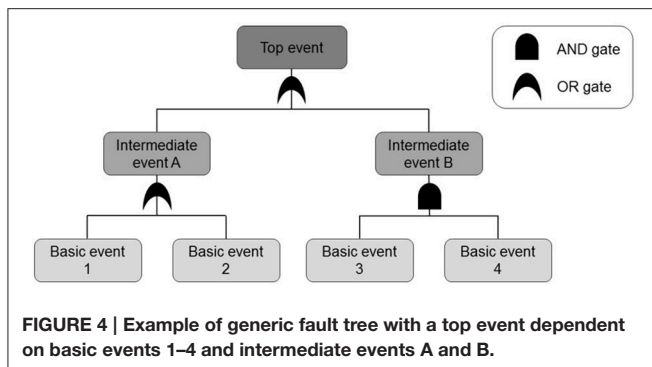 Top event
AND gate
OR gate
Intermediate
event A
Intermediate
event B
Basic event
1
Basic event
2
Basic event
3
Basic event
4
FIGURE 4 | Example of generic fault tree with a top event dependent
on basic events 1–4 and intermediate events A and B.